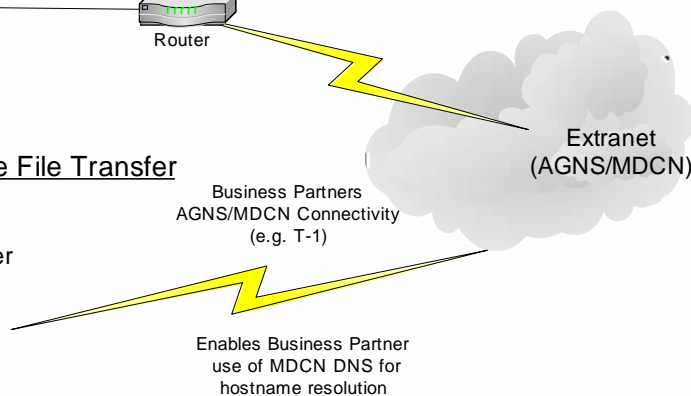 Router
Extranet
(AGNS/MDCN)
File Transfer
Business Partners
AGNS/MDCN Connectivity
(e.g. T-1)
Enables Business Partner
use of MDCN DNS for
hostname resolution